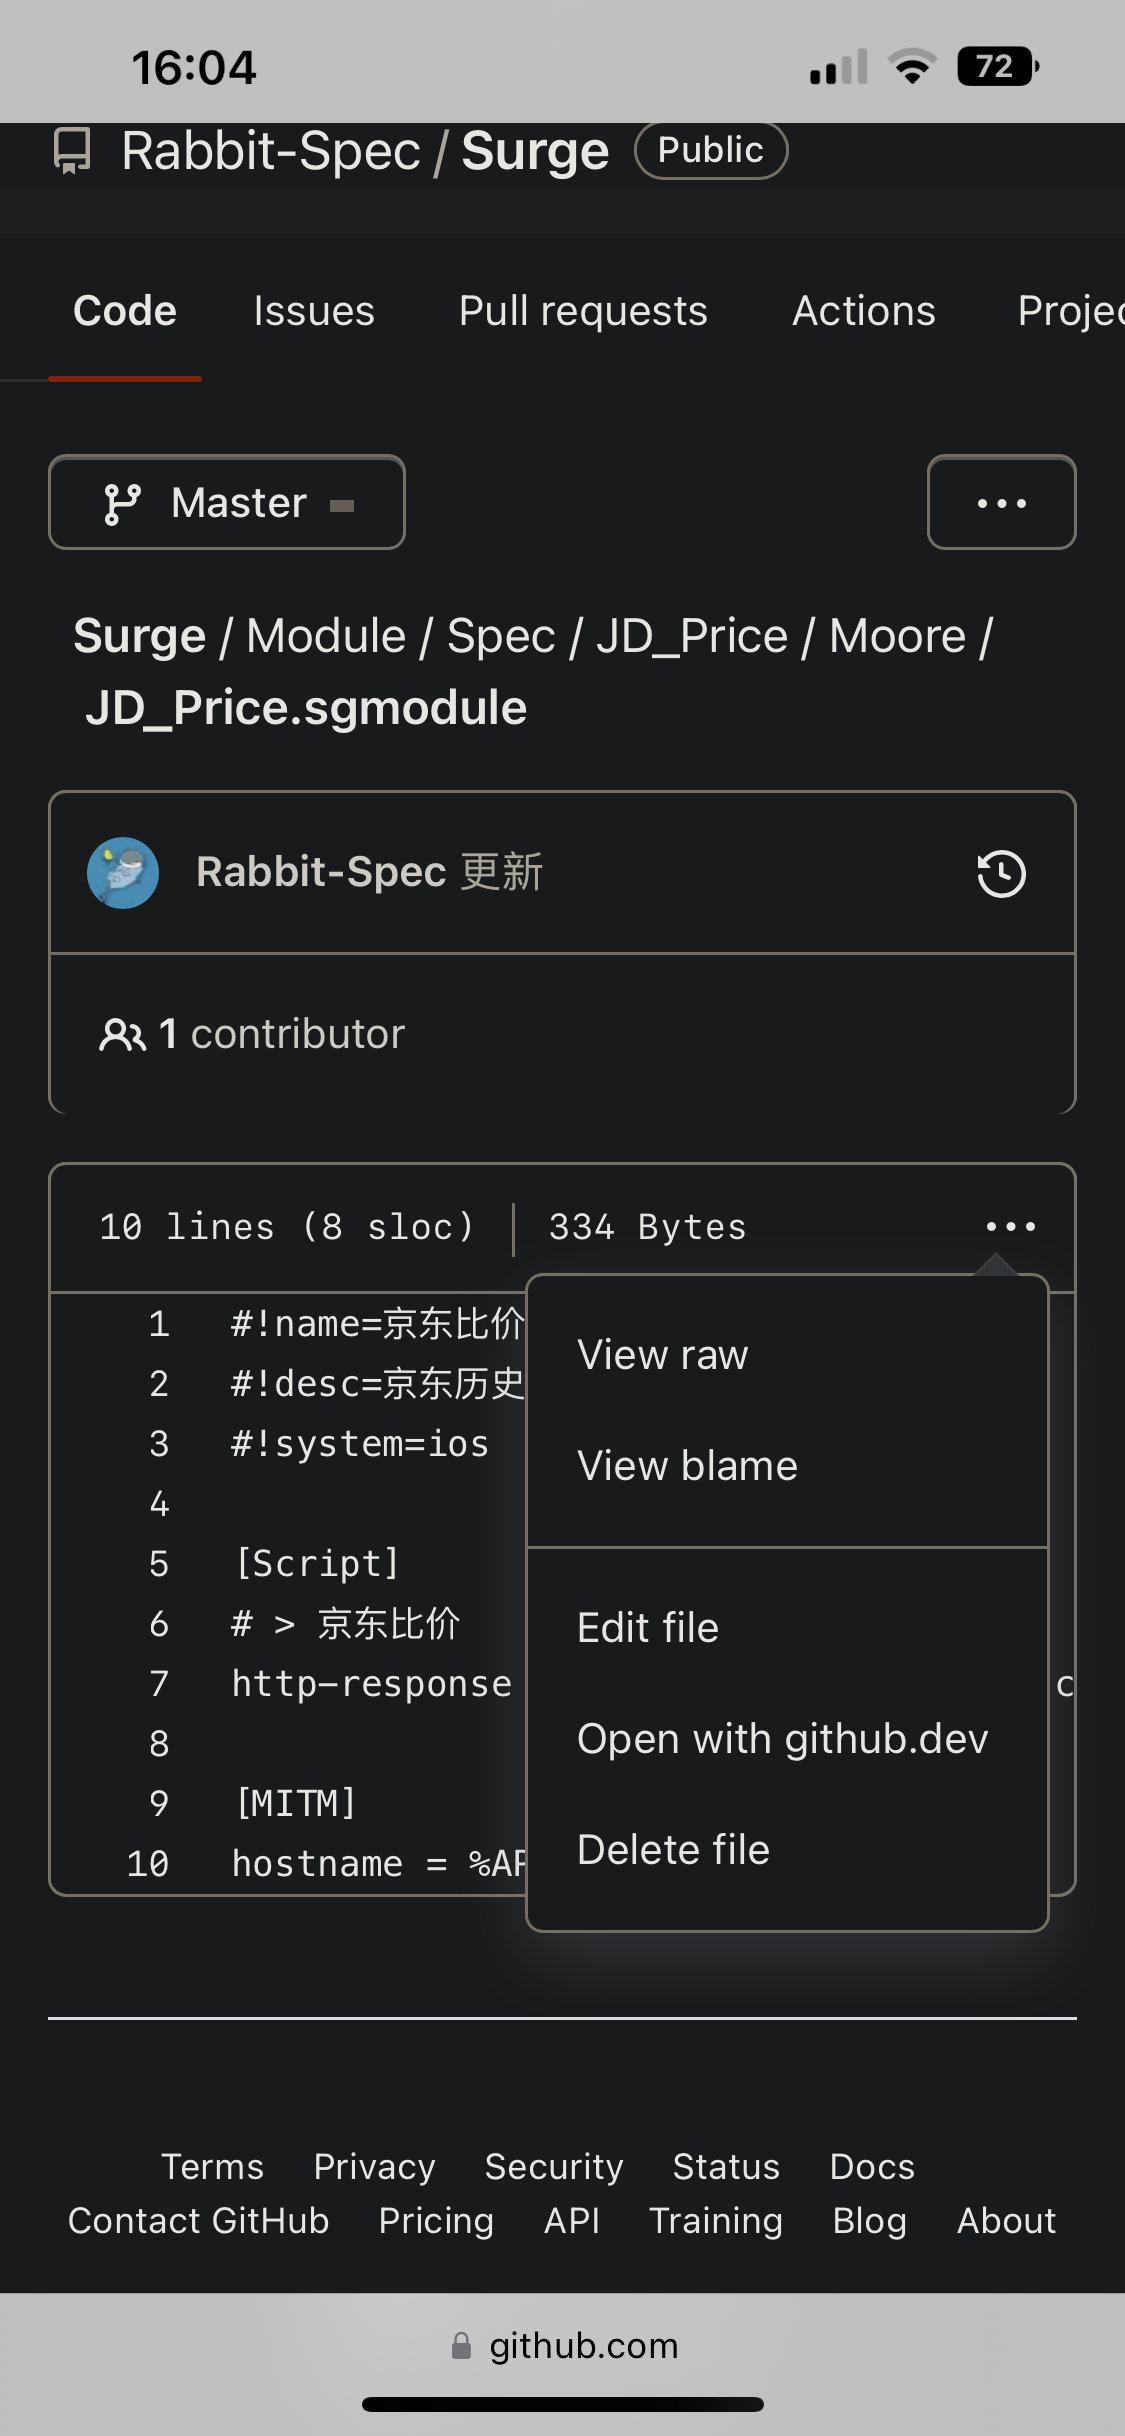 16:04
72
Rabbit-Spec / Surge Public
Code Issues Pull requests Actions
Master
Surge / Module / Spec / JD_Price / Moore /
JD_Price.sgmodule
Rabbit-Spec 更新
1 contributor
10 lines (8 sloc) 334 Bytes
1 #!name=京东比价
2 #!desc=京东历史
3 #!system=ios
4
5 [Script]
6 # > 京东比价
7 http-response c
8
9 [MITM]
10 hostname = %AP
View raw
View blame
Edit file
Open with github.dev
Delete file
Terms Privacy Security Status Docs
Contact GitHub Pricing API Training Blog About
github.com